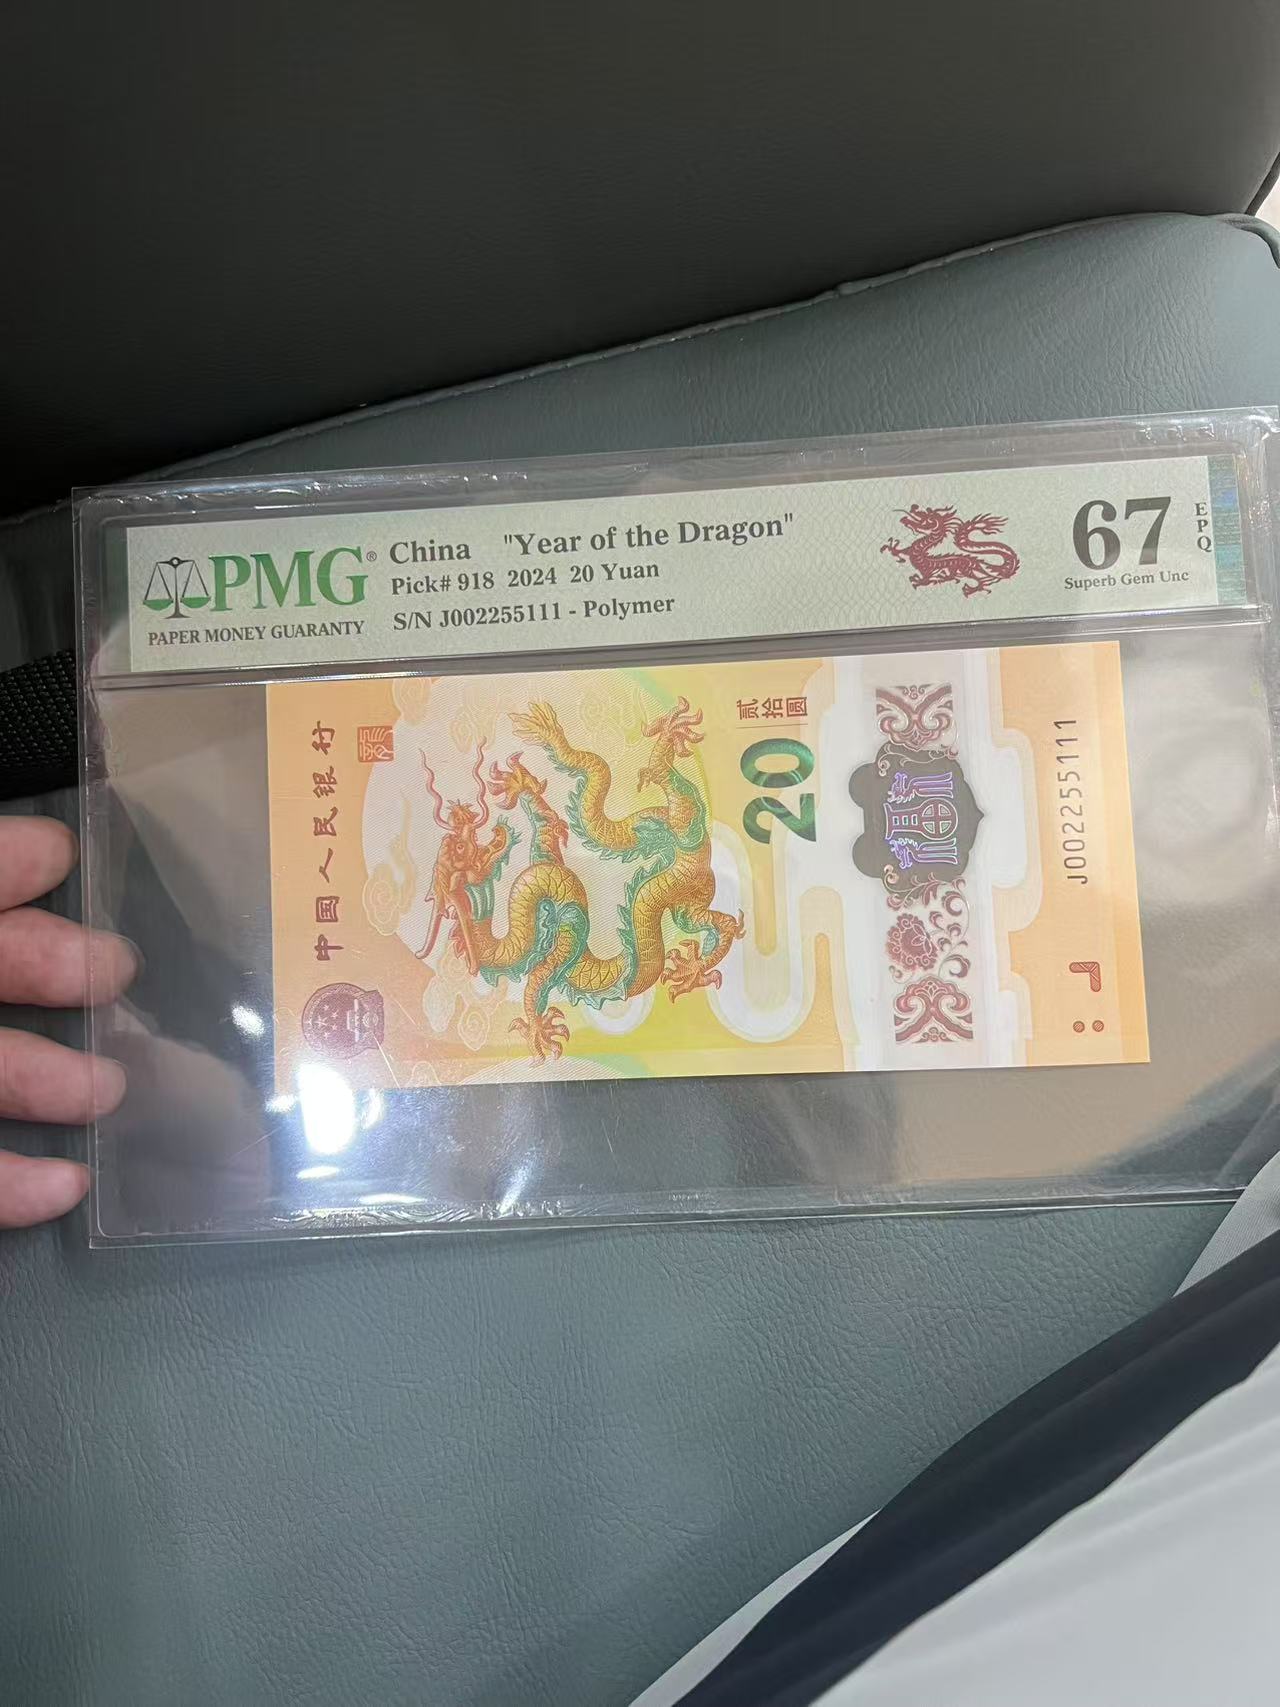 PMG®
PAPER MONEY GUARANTY
China "Year of the Dragon"
Pick# 918 2024 20 Yuan
S/N J002255111 - Polymer
67
EPQ
Superb Gem Unc
中国人民银行
贰拾圆
20
福
J002255111